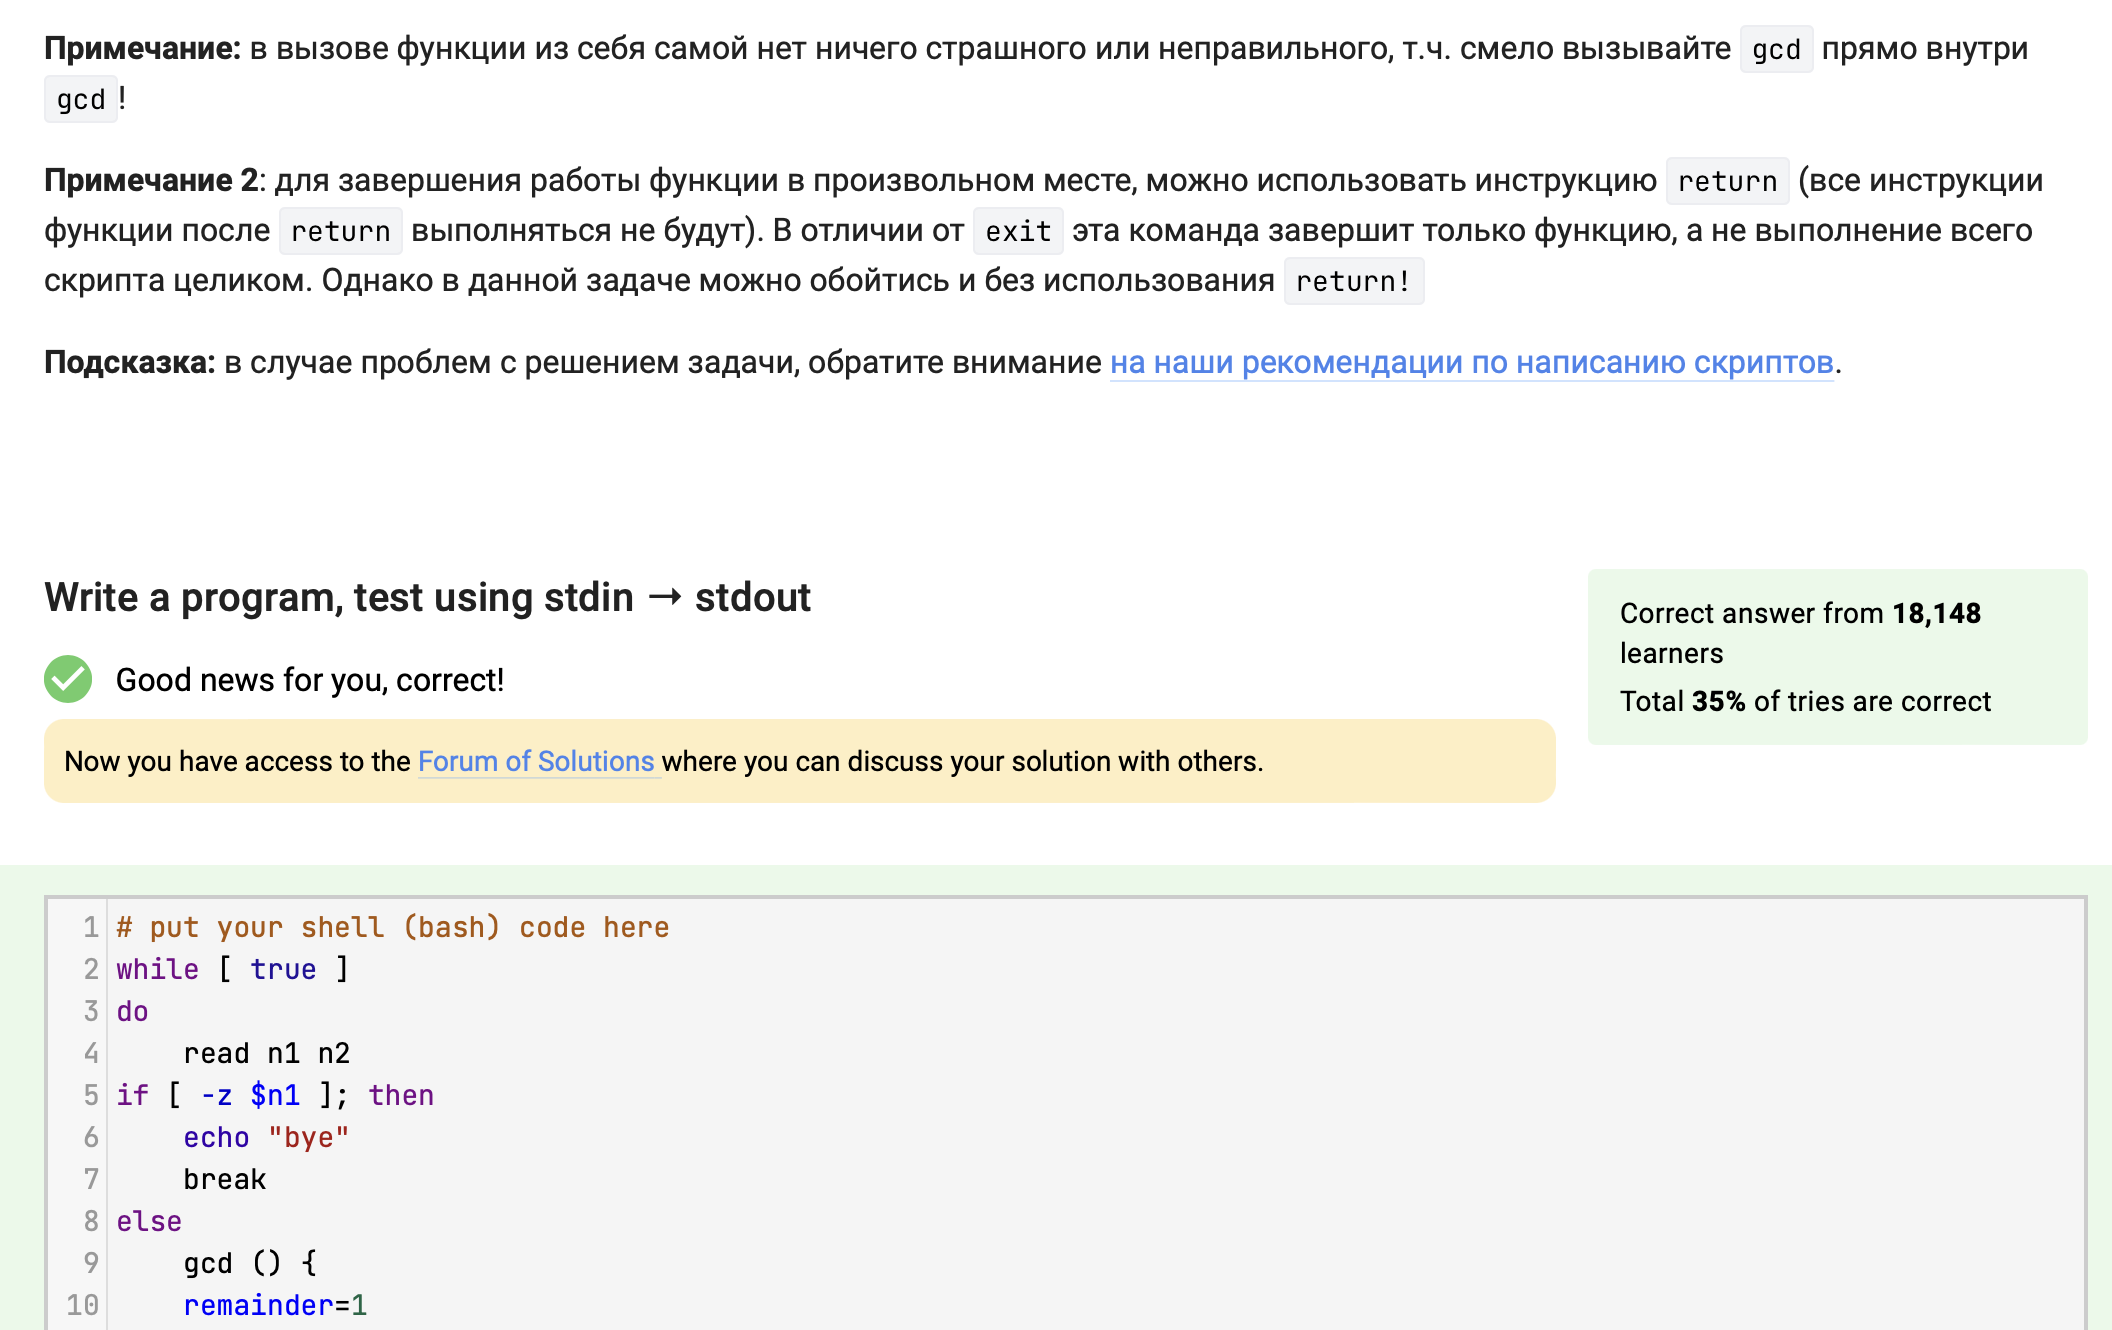 Примечание: в вызове функции из себя самой нет ничего страшного или неправильного, т.ч. смело вызывайте gcd прямо внутри
gcd !
Примечание 2: для завершения работы функции в произвольном месте, можно использовать инструкцию return (все инструкции
функции после return выполняться не будут). В отличии от exit эта команда завершит только функцию, а не выполнение всего
скрипта целиком. Однако в данной задаче можно обойтись и без использования return!
Подсказка: в случае проблем с решением задачи, обратите внимание на наши рекомендации по написанию скриптов.
Write a program, test using stdin → stdout
Good news for you, correct!
Now you have access to the Forum of Solutions where you can discuss your solution with others.
Correct answer from 18,148
learners
Total 35% of tries are correct
1 # put your shell (bash) code here
2 while [ true ]
3 do
4     read n1 n2
5 if [ -z $n1 ]; then
6     echo "bye"
7     break
8 else
9     gcd () {
10     remainder=1